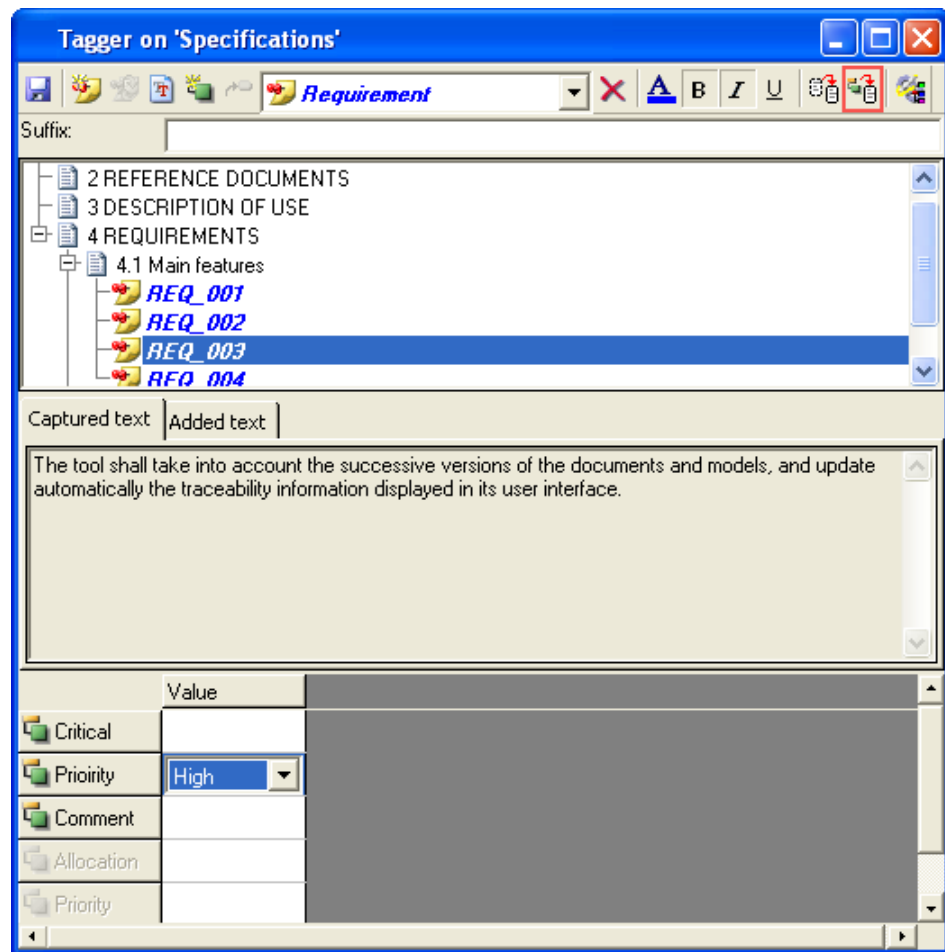 Tagger on 'Specifications'
Requirement
A B I U
Suffix:
2 REFERENCE DOCUMENTS
3 DESCRIPTION OF USE
4 REQUIREMENTS
4.1 Main features
REQ_001
REQ_002
REQ_003
REQ_004
Captured text Added text
The tool shall take into account the successive versions of the documents and models, and update
automatically the traceability information displayed in its user interface.
Value
Critical
Prioirity High
Comment
Allocation
Priority